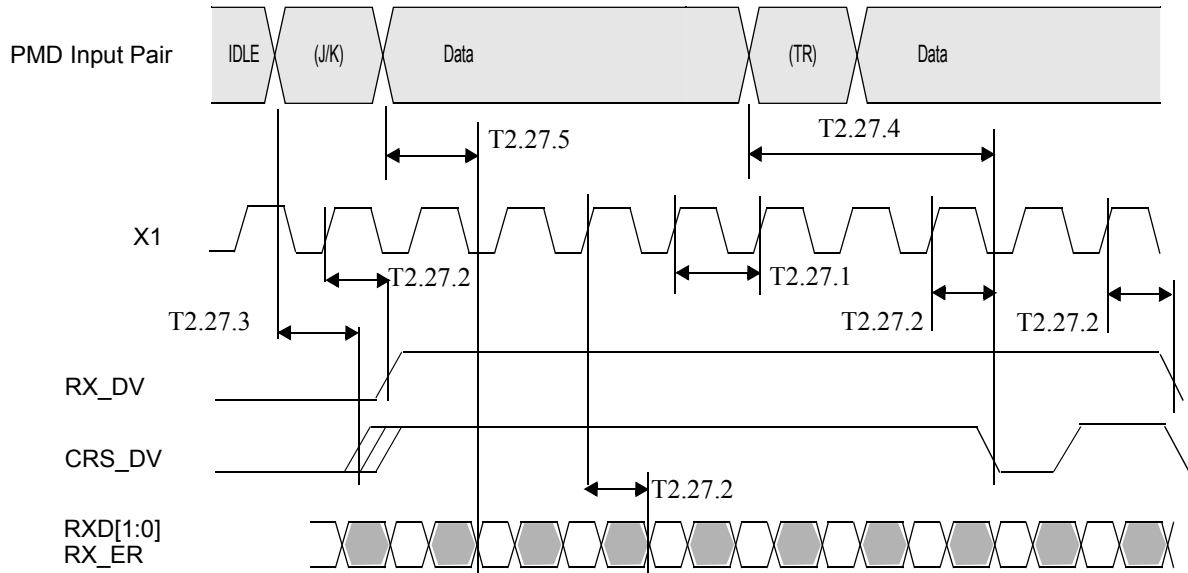 PMD Input Pair
IDLE
(J/K)
Data
(TR)
Data
T2.27.5
T2.27.4
X1
T2.27.2
T2.27.1
T2.27.3
T2.27.2
T2.27.2
RX_DV
CRS_DV
T2.27.2
RXD[1:0]
RX_ER